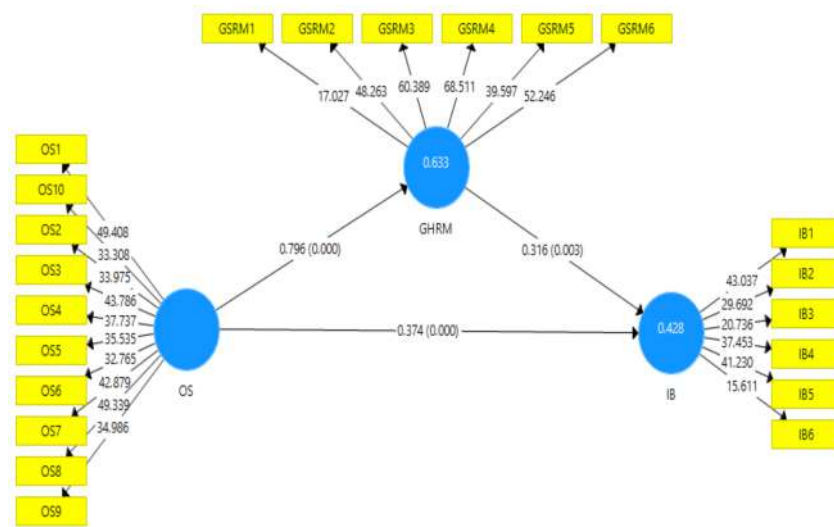 GSRM1 GSRM2 GSRM3 GSRM4 GSRM5 GSRM6
17.027 48.263 60.389 68.511 39.597 52.246
0.633
GHRM
OS1
OS10
OS2
OS3
OS4
OS5
OS6
OS7
OS8
OS9
49.408
33.308
33.975
43.786
37.737
35.535
32.765
42.879
49.339
34.986
OS
0.796 (0.000)
0.316 (0.003)
0.374 (0.000)
0.428
IB
43.037
29.692
20.736
37.453
41.230
15.611
IB1
IB2
IB3
IB4
IB5
IB6